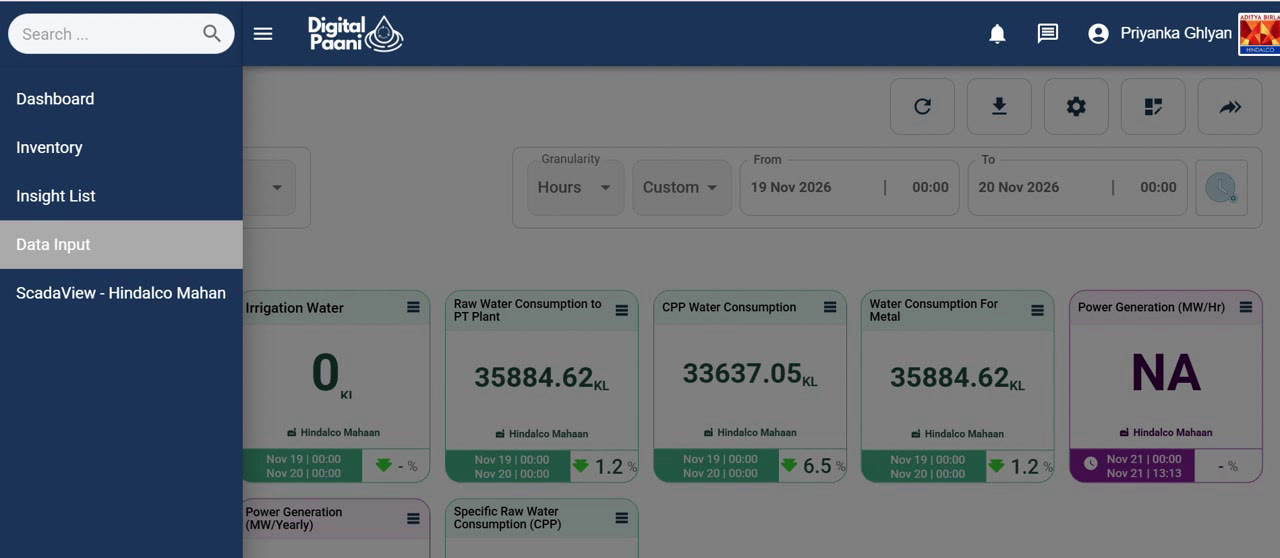 Search ...
Digital
Paani
Priyanka Ghlyan
ADITYA BIRLA
HINDALCO
Dashboard
Inventory
Insight List
Data Input
ScadaView - Hindalco Mahan
Granularity
Hours
Custom
From
19 Nov 2026 | 00:00
To
20 Nov 2026 | 00:00
Irrigation Water
0 KL
Hindalco Mahaan
Nov 19 | 00:00
Nov 20 | 00:00
- %
Raw Water Consumption to
PT Plant
35884.62 KL
Hindalco Mahaan
Nov 19 | 00:00
Nov 20 | 00:00
1.2 %
CPP Water Consumption
33637.05 KL
Hindalco Mahaan
Nov 19 | 00:00
Nov 20 | 00:00
6.5 %
Water Consumption For
Metal
35884.62 KL
Hindalco Mahaan
Nov 19 | 00:00
Nov 20 | 00:00
1.2 %
Power Generation (MW/Hr)
NA
Hindalco Mahaan
Nov 21 | 00:00
Nov 21 | 13:13
- %
Power Generation
(MW/Yearly)
Specific Raw Water
Consumption (CPP)